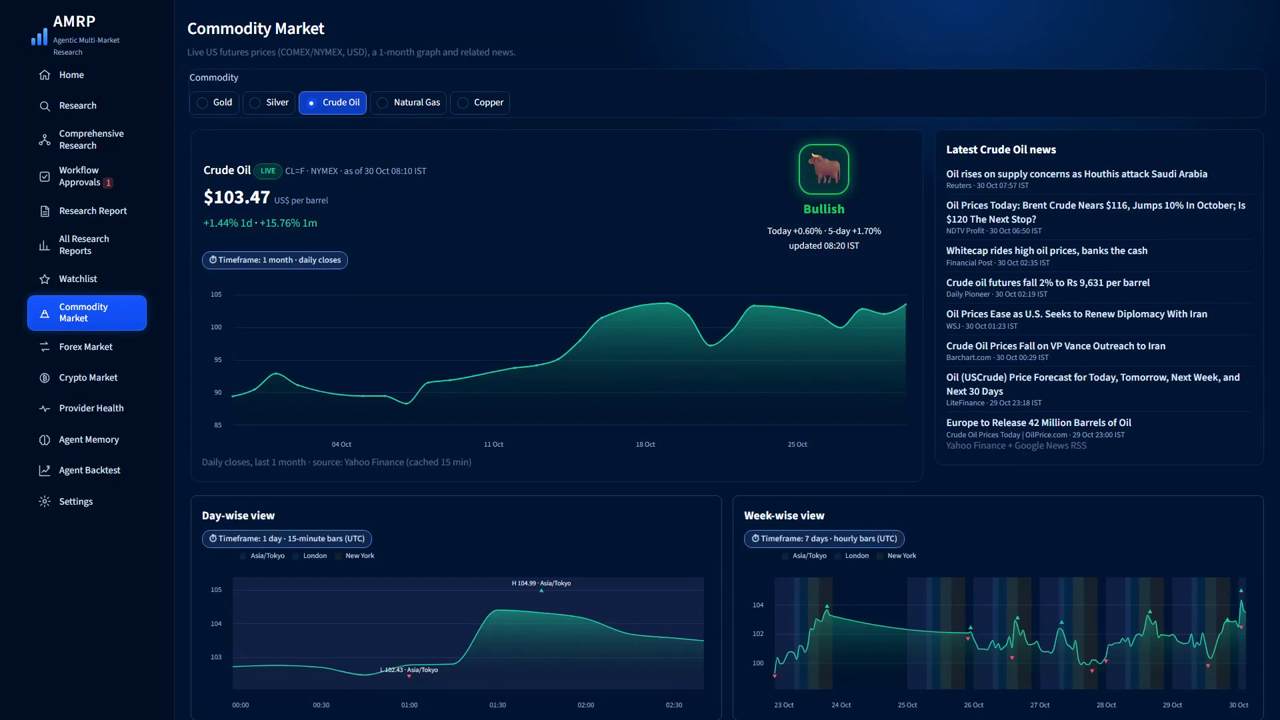 AMRP
Agentic Multi-Market
Research
Home
Research
Comprehensive
Research
Workflow
Approvals 1
Research Report
All Research
Reports
Watchlist
Commodity
Market
Forex Market
Crypto Market
Provider Health
Agent Memory
Agent Backtest
Settings
Commodity Market
Live US futures prices (COMEX/NYMEX, USD), a 1-month graph and related news.
Commodity
Gold
Silver
Crude Oil
Natural Gas
Copper
Crude Oil LIVE CL=F · NYMEX · as of 30 Oct 08:10 IST
$103.47 US$ per barrel
+1.44% 1d · +15.76% 1m
Bullish
Today +0.60% · 5-day +1.70%
updated 08:20 IST
Timeframe: 1 month · daily closes
105
100
95
90
85
04 Oct
11 Oct
18 Oct
25 Oct
Daily closes, last 1 month · source: Yahoo Finance (cached 15 min)
Latest Crude Oil news
Oil rises on supply concerns as Houthis attack Saudi Arabia
Reuters · 30 Oct 07:57 IST
Oil Prices Today: Brent Crude Nears $116, Jumps 10% In October; Is
$120 The Next Stop?
NDTV Profit · 30 Oct 06:50 IST
Whitecap rides high oil prices, banks the cash
Financial Post · 30 Oct 02:35 IST
Crude oil futures fall 2% to Rs 9,631 per barrel
Daily Pioneer · 30 Oct 02:19 IST
Oil Prices Ease as U.S. Seeks to Renew Diplomacy With Iran
WSJ · 30 Oct 01:23 IST
Crude Oil Prices Fall on VP Vance Outreach to Iran
Barchart.com · 30 Oct 00:29 IST
Oil (USCrude) Price Forecast for Today, Tomorrow, Next Week, and
Next 30 Days
LiteFinance · 29 Oct 23:18 IST
Europe to Release 42 Million Barrels of Oil
Crude Oil Prices Today | OilPrice.com · 29 Oct 23:00 IST
Yahoo Finance + Google News RSS
Day-wise view
Timeframe: 1 day · 15-minute bars (UTC)
Asia/Tokyo
London
New York
H 104.99 · Asia/Tokyo
105
104
103
L 102.43 · Asia/Tokyo
00:00
00:30
01:00
01:30
02:00
02:30
Week-wise view
Timeframe: 7 days · hourly bars (UTC)
Asia/Tokyo
London
New York
104
102
100
23 Oct
24 Oct
25 Oct
26 Oct
27 Oct
28 Oct
29 Oct
30 Oct